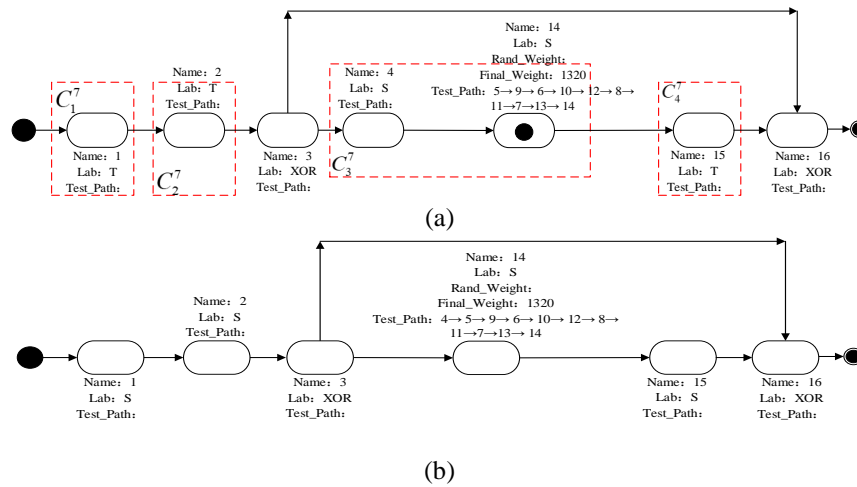 Name：14
Lab：S
Rand_Weight：
Final_Weight：1320
Test_Path： 5→ 9→ 6→ 10→ 12→ 8→
11→7→13→ 14
Name：2
Lab：T
Test_Path：
Name：4
Lab：S
Test_Path：
C_1^7
C_2^7
C_3^7
C_4^7
Name：1
Lab：T
Test_Path：
Name：3
Lab：XOR
Test_Path：
Name：15
Lab：T
Test_Path：
Name：16
Lab：XOR
Test_Path：
(a)
Name：14
Lab：S
Rand_Weight：
Final_Weight：1320
Test_Path：4→ 5→ 9→ 6→ 10→ 12→ 8→
11→7→13→ 14
Name：2
Lab：S
Test_Path：
Name：1
Lab：S
Test_Path：
Name：3
Lab：XOR
Test_Path：
Name：15
Lab：S
Test_Path：
Name：16
Lab：XOR
Test_Path：
(b)